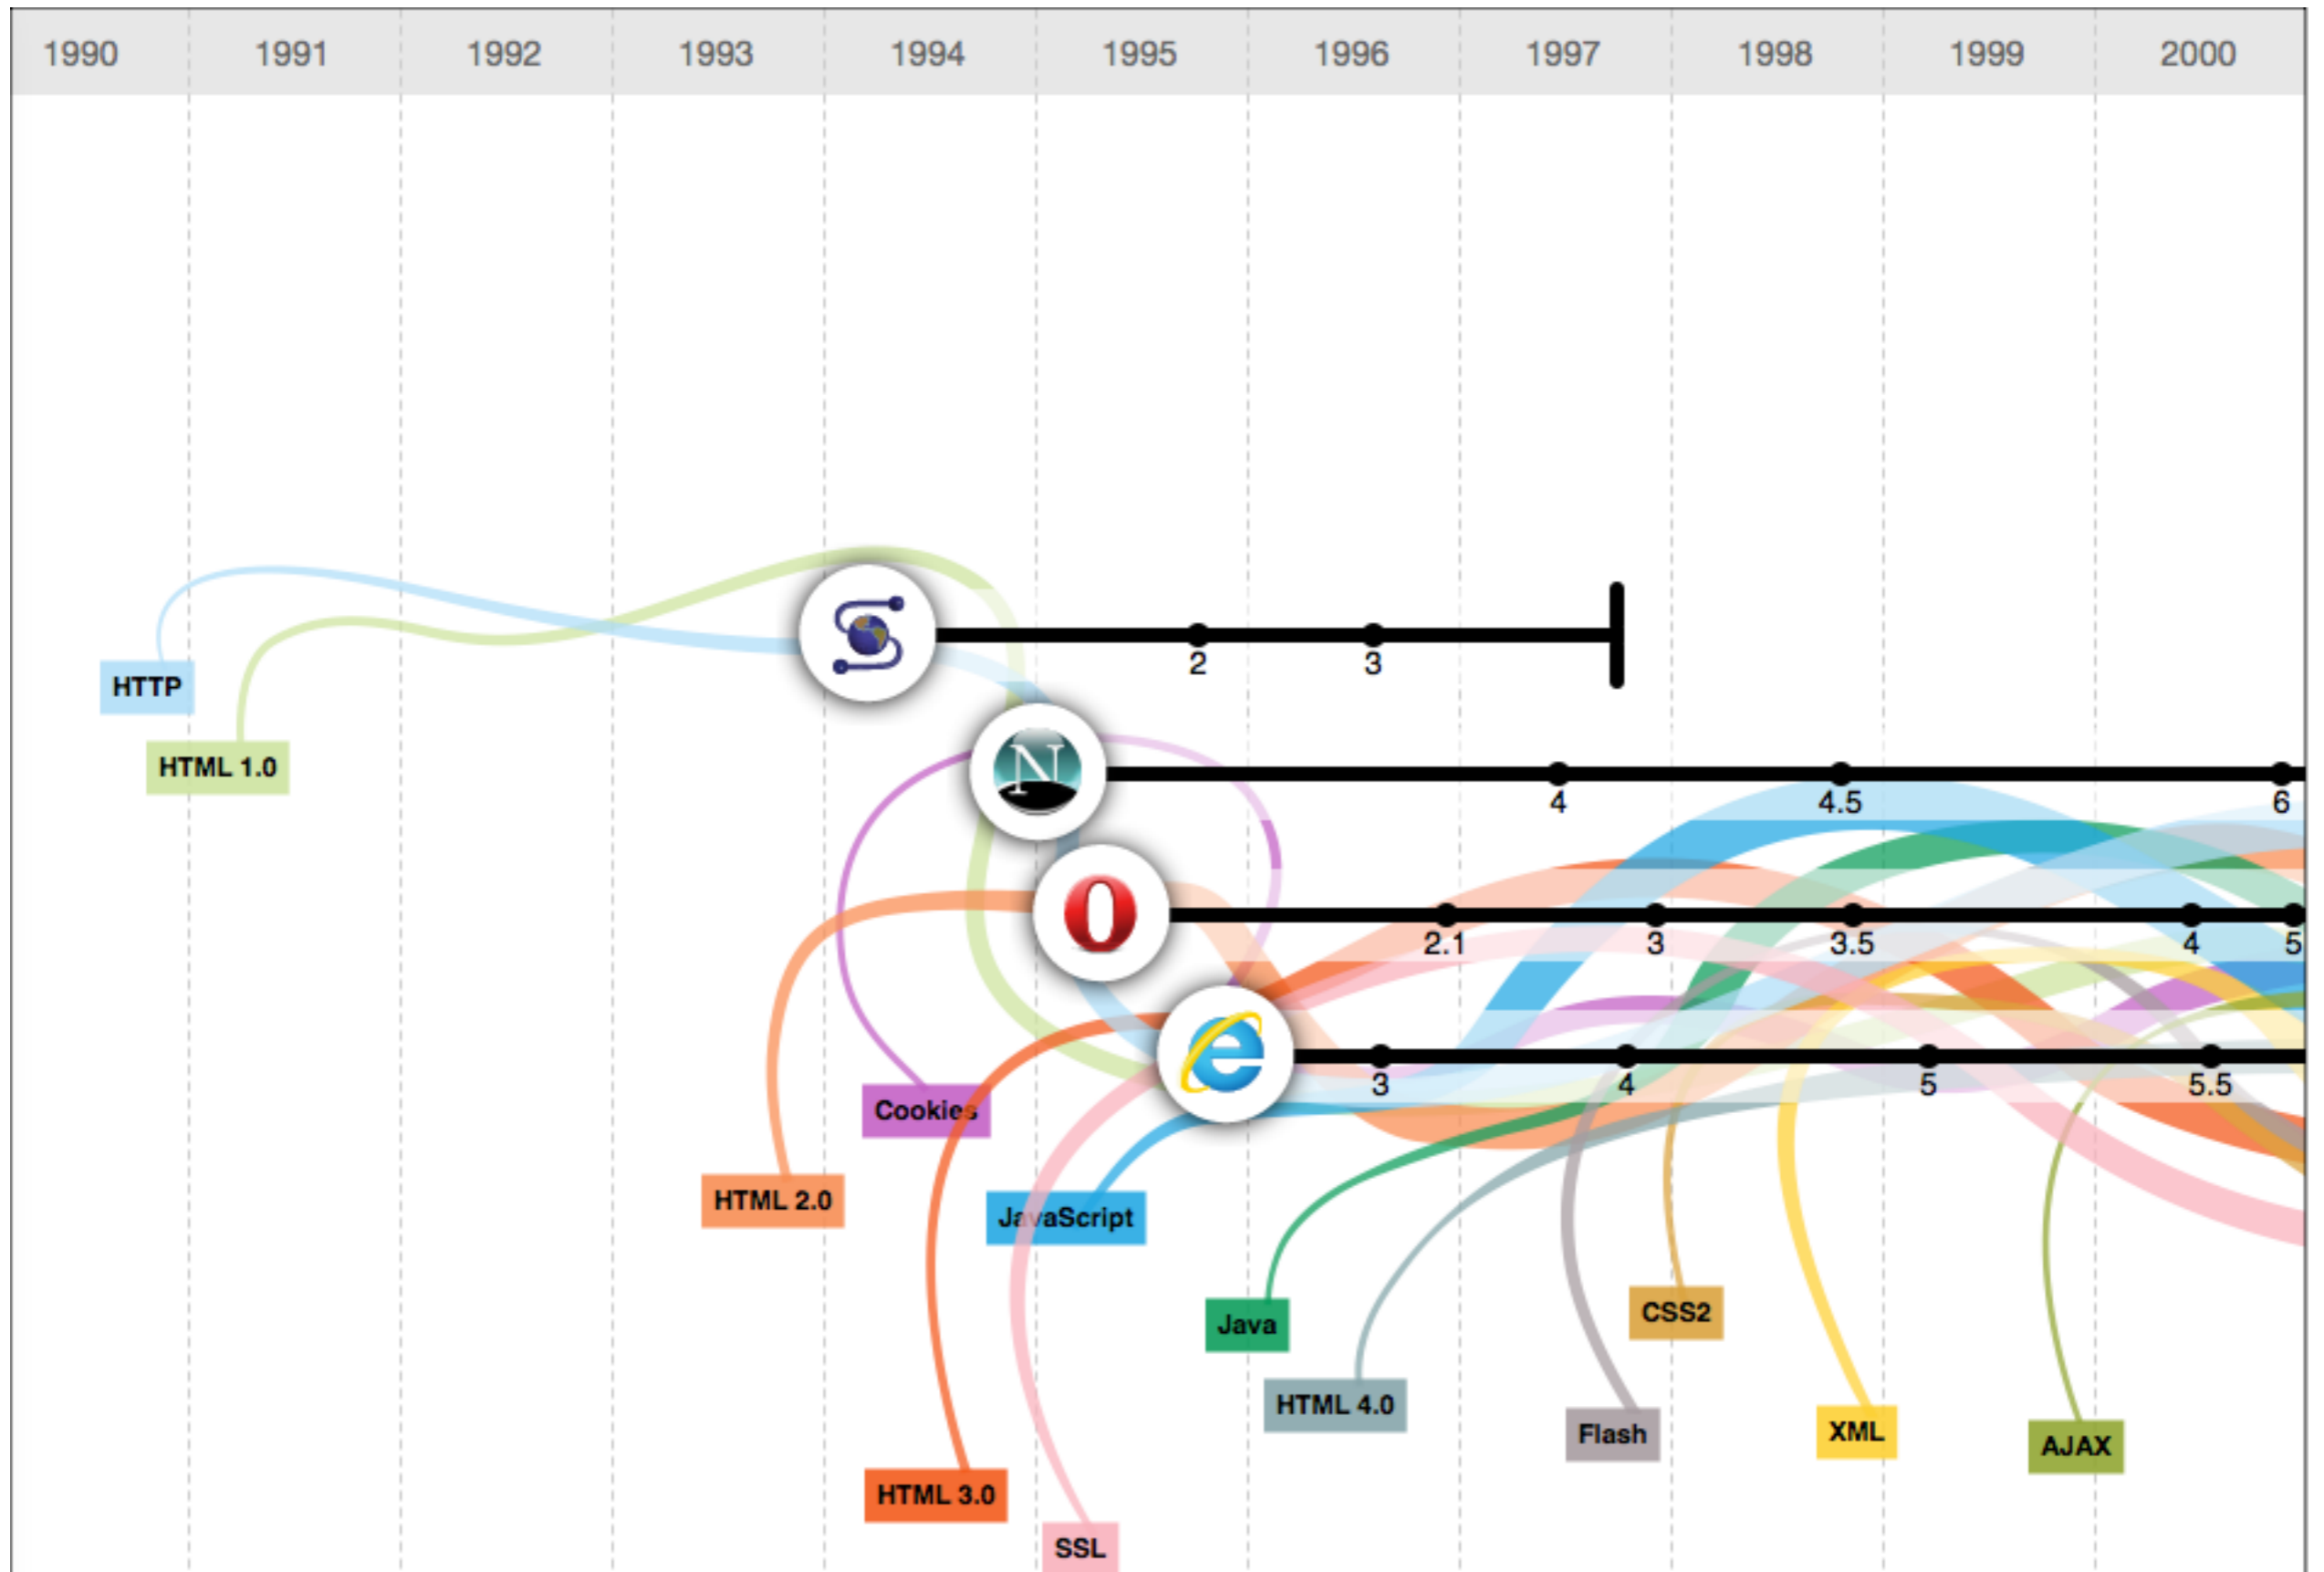 1990 1991 1992 1993 1994 1995 1996 1997 1998 1999 2000
2 3
HTTP
HTML 1.0
N
4 4.5 6
O
2.1 3 3.5 4 5
e
3 4 5 5.5
Cookies
HTML 2.0
JavaScript
Java
CSS2
HTML 4.0
Flash
XML
AJAX
HTML 3.0
SSL